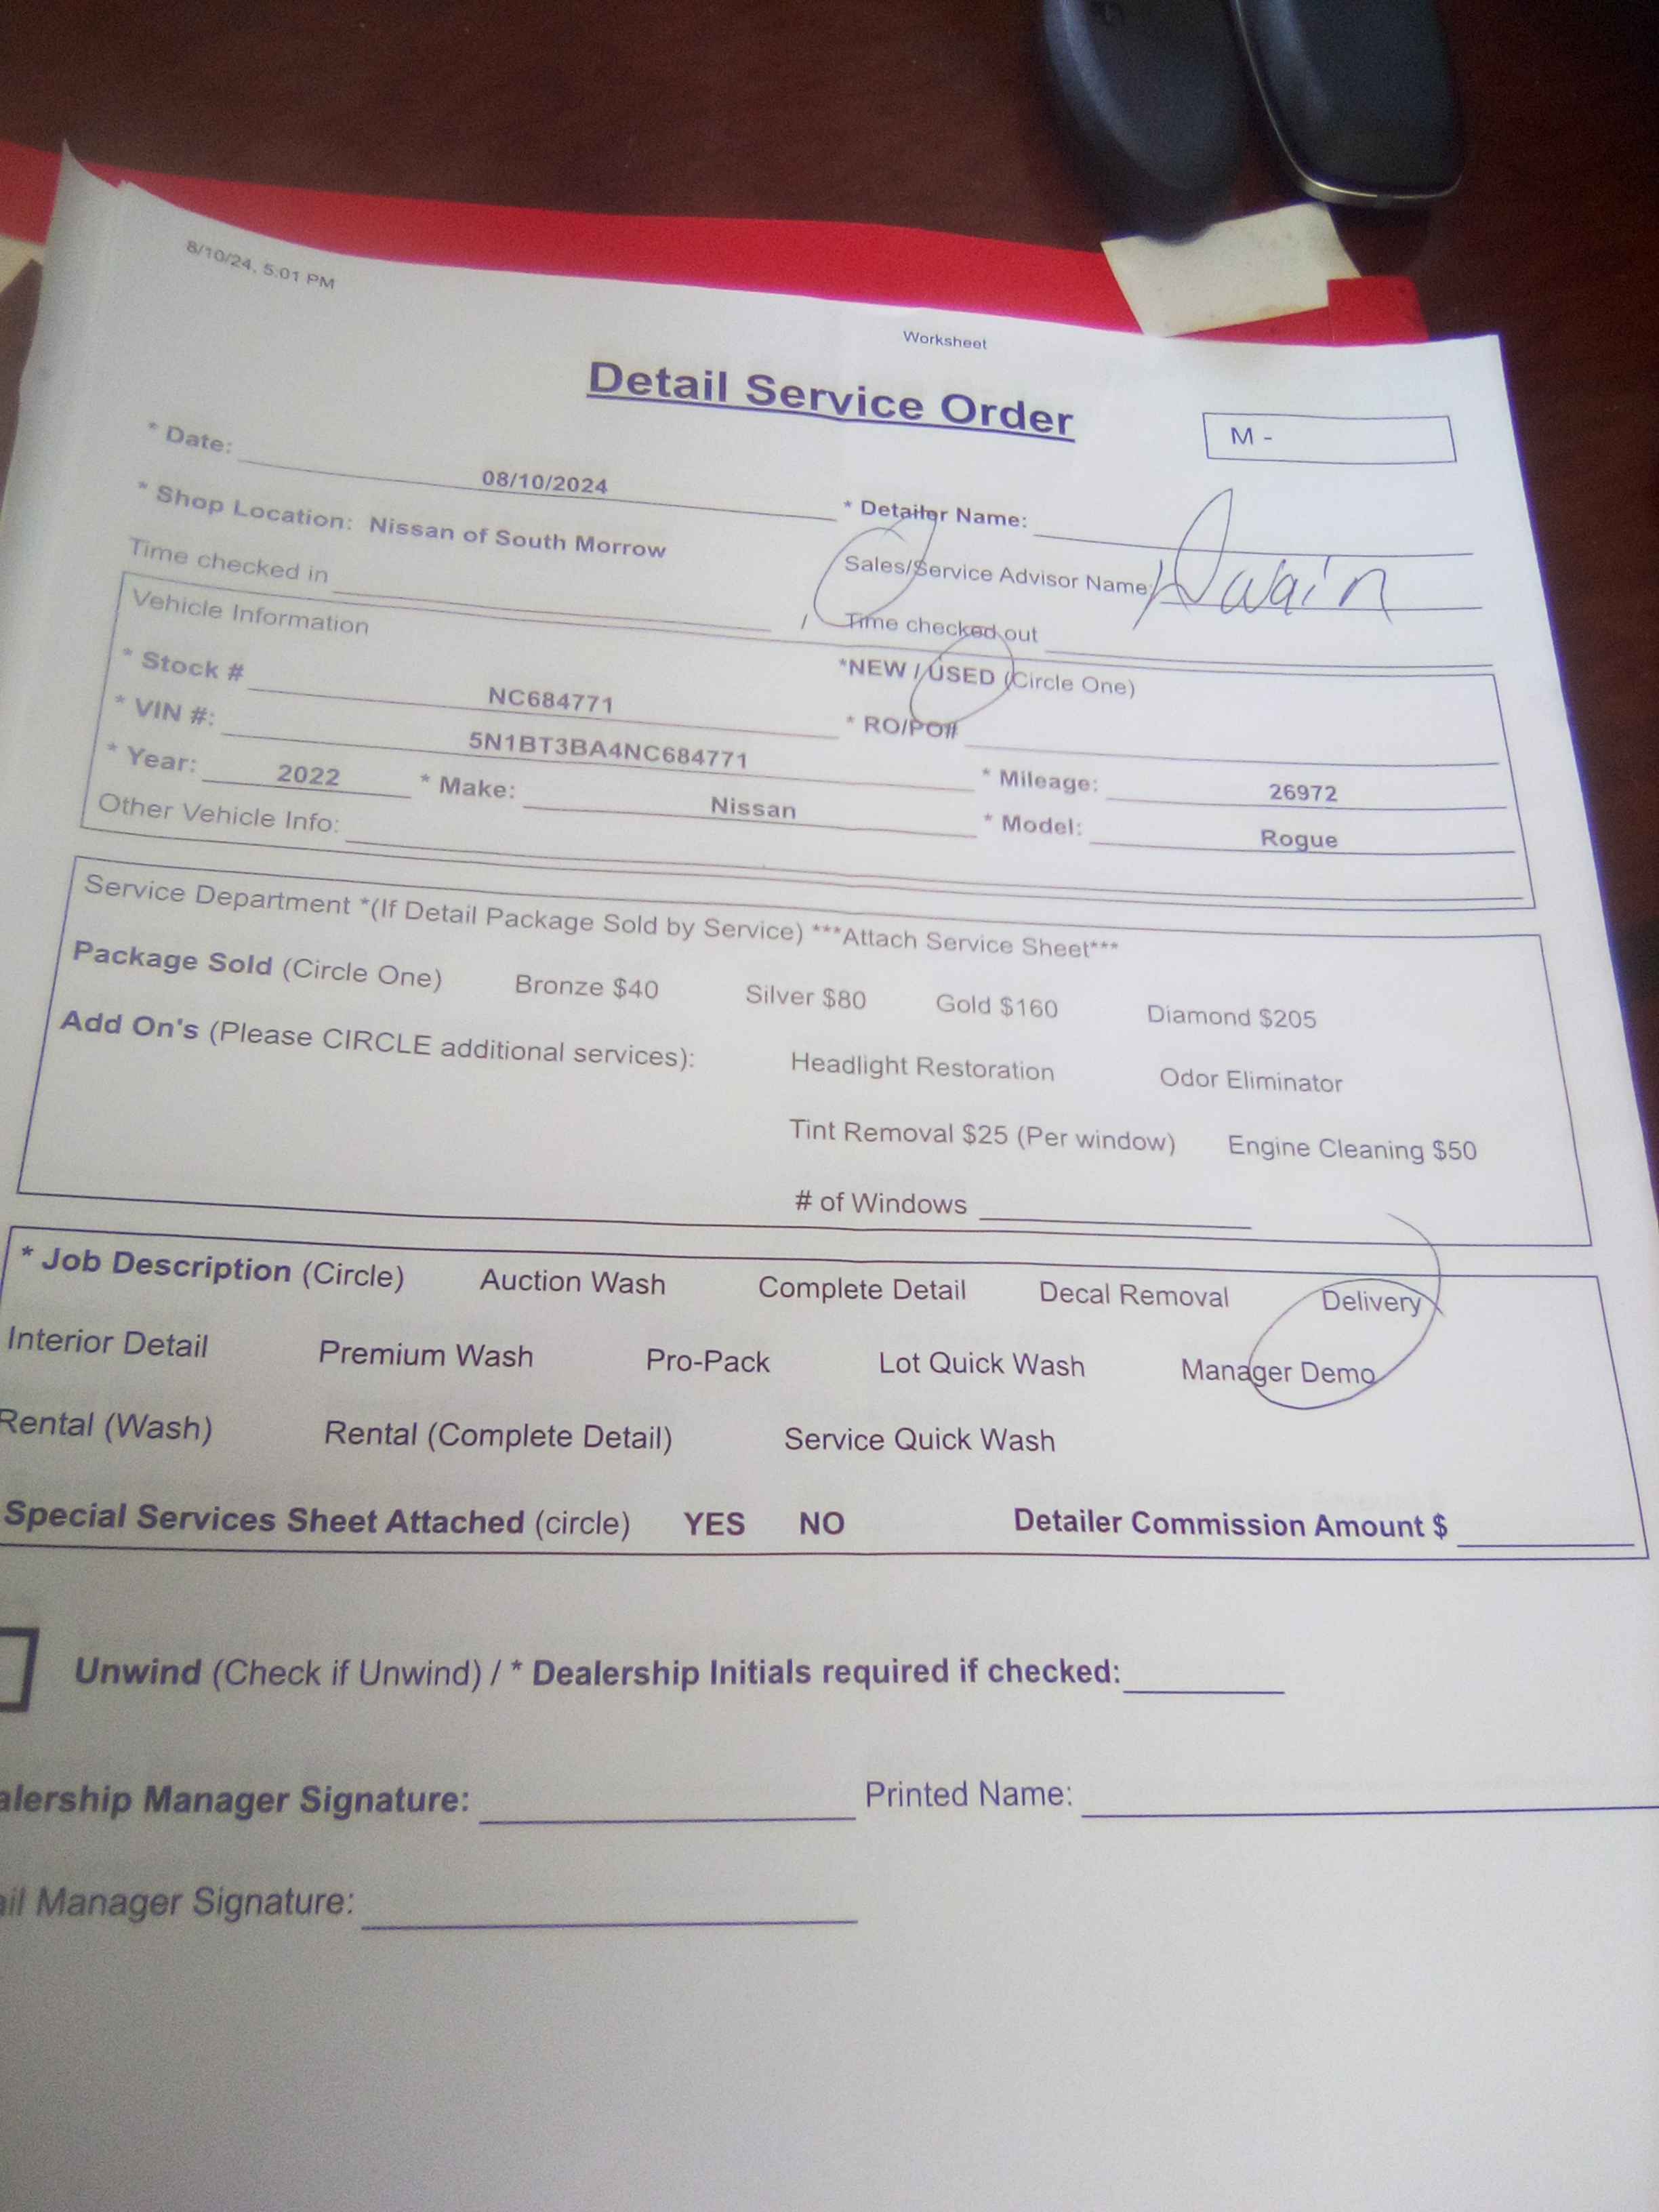 8/10/24, 5:01 PM
Worksheet
Detail Service Order
M -
* Date: 08/10/2024
* Detailer Name:
* Shop Location: Nissan of South Morrow
Sales/Service Advisor Name: Dwain
Time checked in
/ Time checked out
Vehicle Information
*NEW / USED (Circle One)
* Stock # NC684771
* RO/PO#
* VIN #: 5N1BT3BA4NC684771
* Mileage: 26972
* Year: 2022 * Make: Nissan * Model: Rogue
Other Vehicle Info:
Service Department *(If Detail Package Sold by Service) ***Attach Service Sheet***
Package Sold (Circle One) Bronze $40 Silver $80 Gold $160 Diamond $205
Add On's (Please CIRCLE additional services): Headlight Restoration Odor Eliminator
Tint Removal $25 (Per window) Engine Cleaning $50
# of Windows
* Job Description (Circle) Auction Wash Complete Detail Decal Removal Delivery
Interior Detail Premium Wash Pro-Pack Lot Quick Wash Manager Demo
Rental (Wash) Rental (Complete Detail) Service Quick Wash
Special Services Sheet Attached (circle) YES NO Detailer Commission Amount $
Unwind (Check if Unwind) / * Dealership Initials required if checked:
alership Manager Signature: Printed Name:
ail Manager Signature: